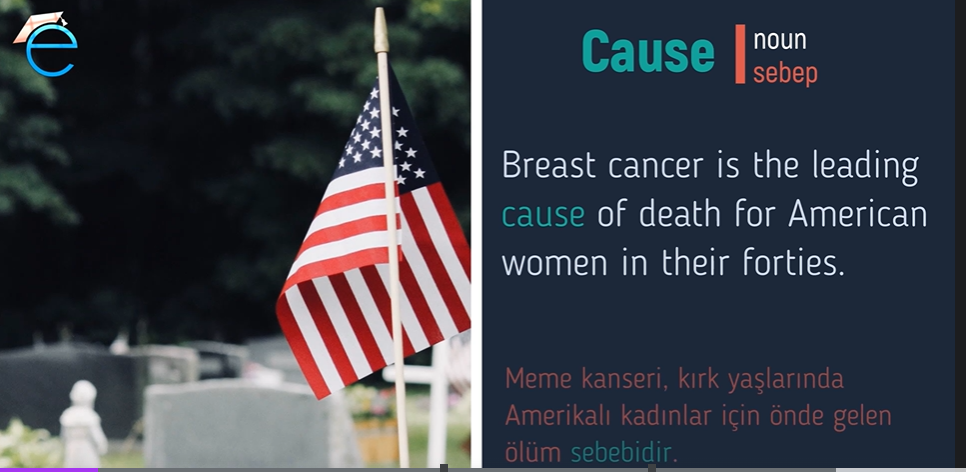 e
Cause
noun
sebep
Breast cancer is the leading
cause of death for American
women in their forties.
Meme kanseri, kırk yaşlarında
Amerikalı kadınlar için önde gelen
ölüm sebebidir.